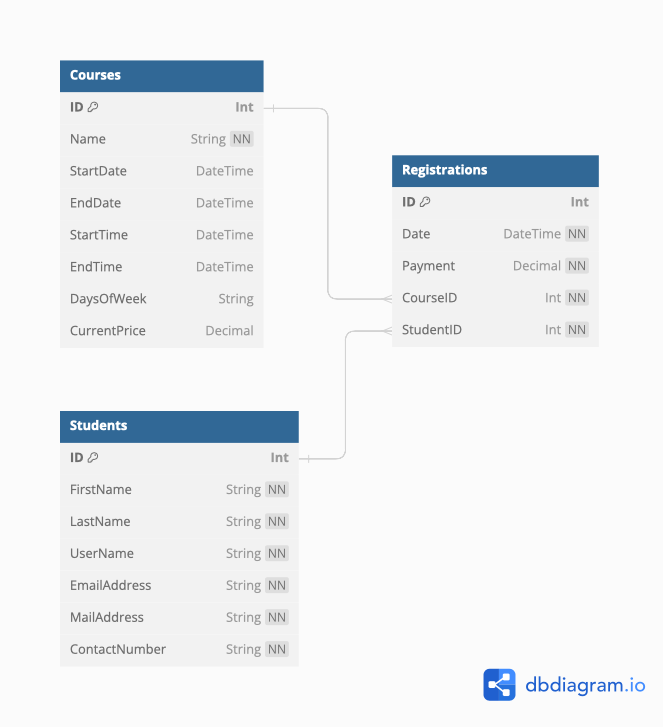 Courses
ID Int
Name String NN
StartDate DateTime
EndDate DateTime
StartTime DateTime
EndTime DateTime
DaysOfWeek String
CurrentPrice Decimal
Registrations
ID Int
Date DateTime NN
Payment Decimal NN
CourseID Int NN
StudentID Int NN
Students
ID Int
FirstName String NN
LastName String NN
UserName String NN
EmailAddress String NN
MailAddress String NN
ContactNumber String NN
dbdiagram.io